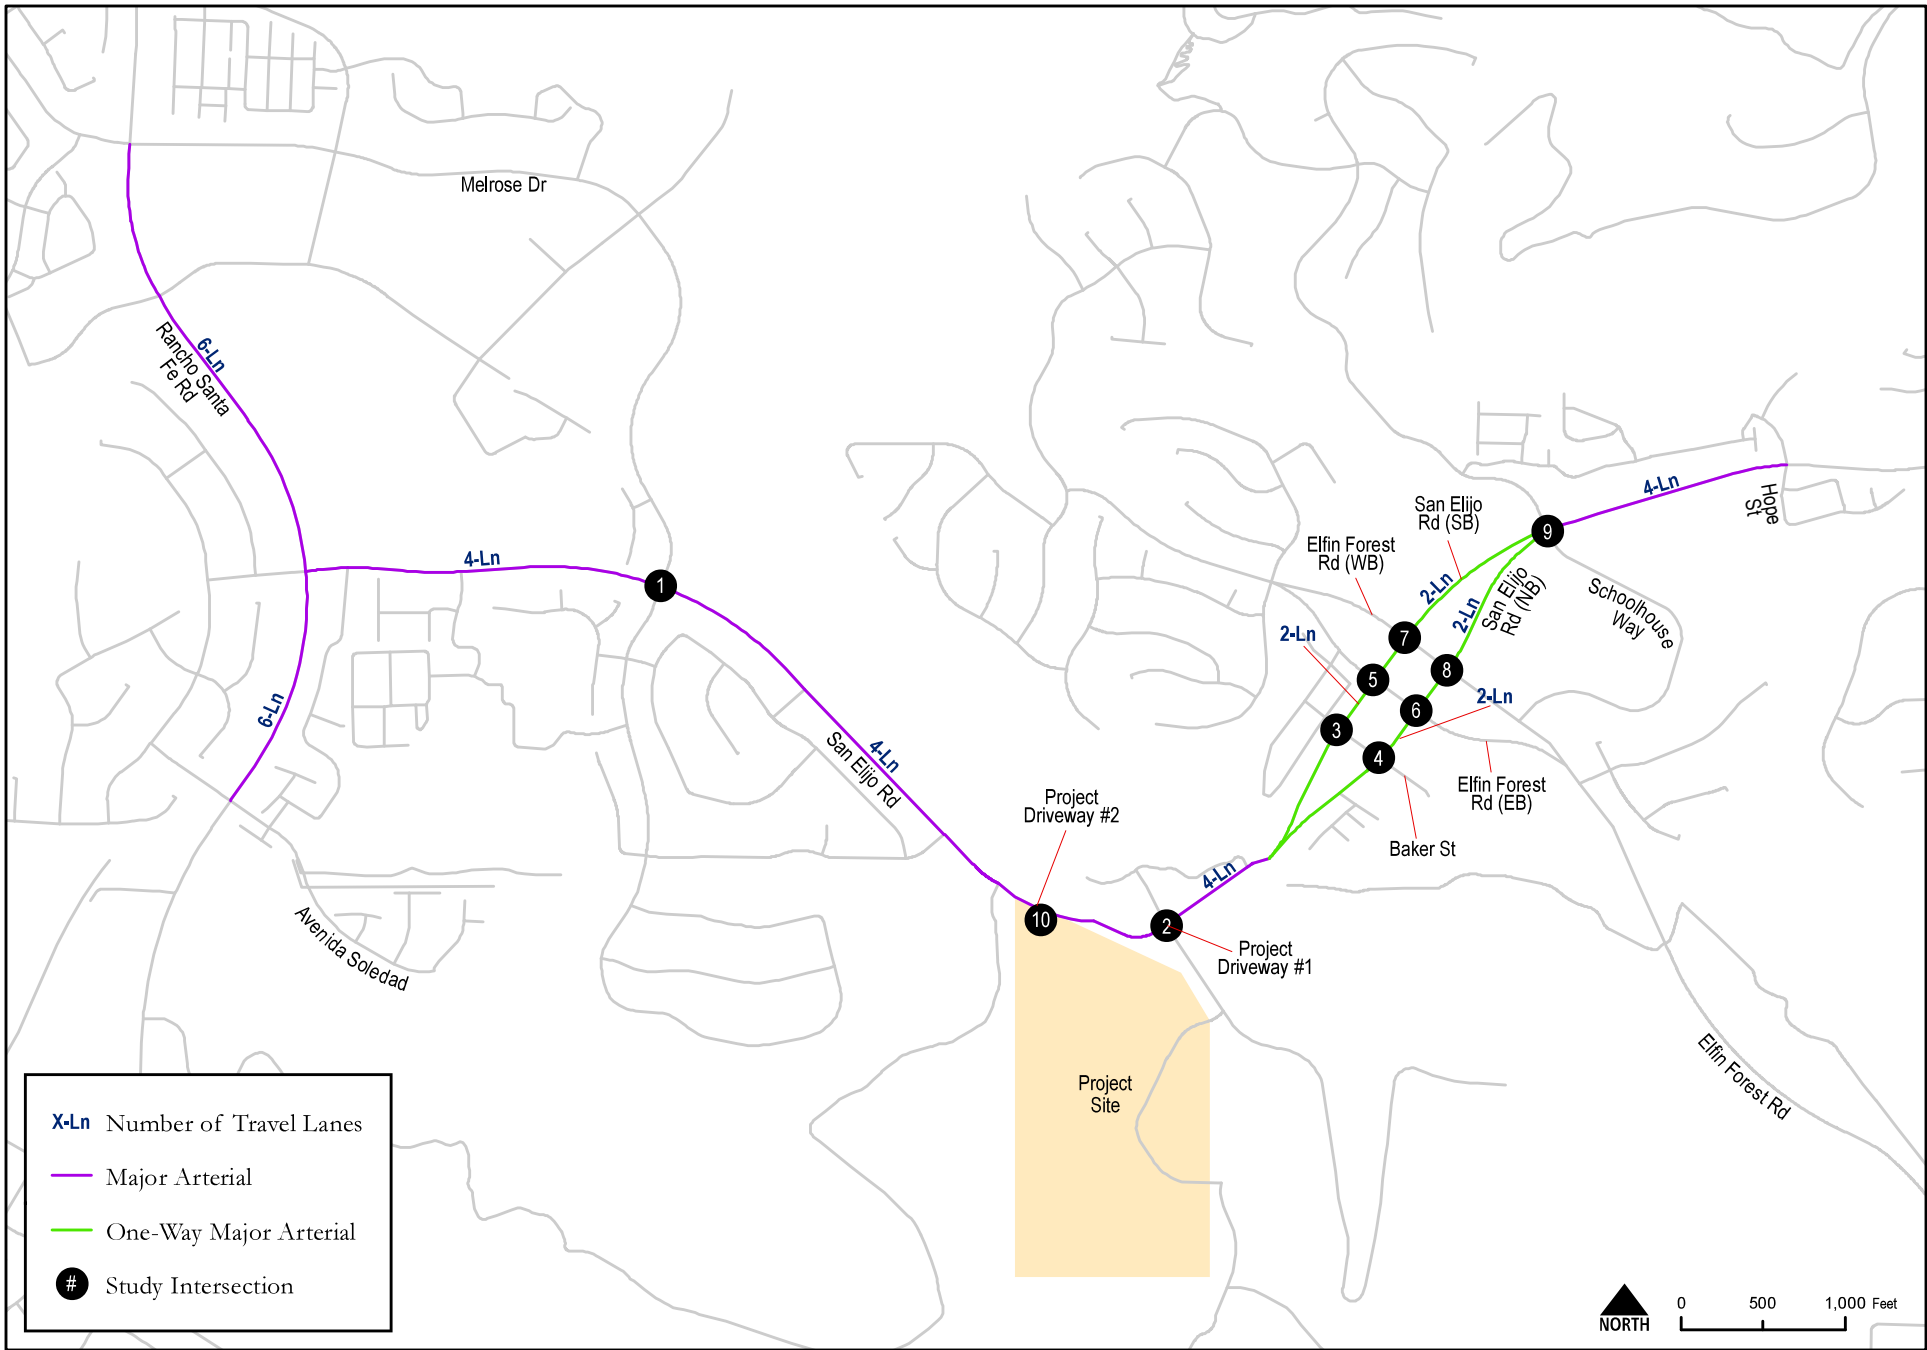 Melrose Dr
6-Ln
Rancho Santa
Fe Rd
4-Ln
1
6-Ln
San Elijo Rd
4-Ln
Avenida Soledad
Project
Driveway #2
10
2
Project
Driveway #1
4-Ln
Project
Site
San Elijo
Rd (SB)
Elfin Forest
Rd (WB)
4-Ln
Hope
St
9
2-Ln
2-Ln
San Elijo
Rd (NB)
Schoolhouse
Way
2-Ln
7
5
8
3
6
2-Ln
4
Elfin Forest
Rd (EB)
Baker St
Elfin Forest Rd
X-Ln Number of Travel Lanes
Major Arterial
One-Way Major Arterial
# Study Intersection
NORTH
0 500 1,000 Feet